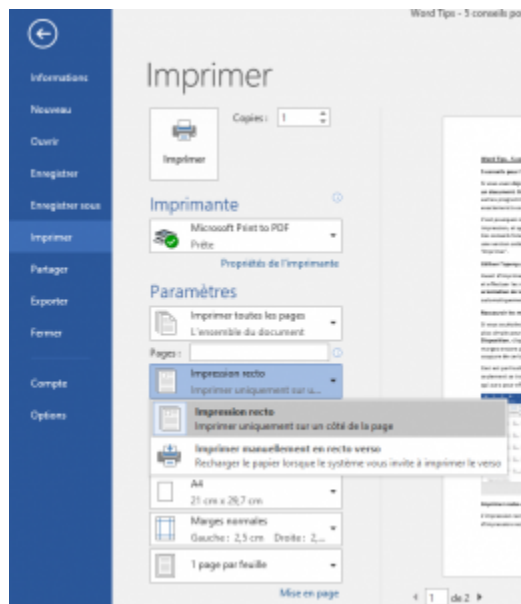 Word Tips - 5 conseils po
Informations
Nouveau
Ouvrir
Enregistrer
Enregistrer sous
Imprimer
Partager
Exporter
Fermer
Compte
Options
Imprimer
Copies : 1
Imprimer
Imprimante
Microsoft Print to PDF
Prête
Propriétés de l'imprimante
Paramètres
Imprimer toutes les pages
L'ensemble du document
Pages :
Impression recto
Imprimer uniquement sur u...
Impression recto
Imprimer uniquement sur un côté de la page
Imprimer manuellement en recto verso
Recharger le papier lorsque le système vous invite à imprimer le verso
A4
21 cm x 29,7 cm
Marges normales
Gauche : 2,5 cm Droite : 2,...
1 page par feuille
Mise en page
1 de 2